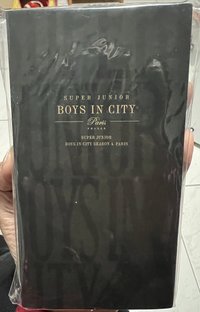 SUPER JUNIOR
BOYS IN CITY
Paris
SUPER JUNIOR
BOYS IN CITY SEASON 4. PARIS